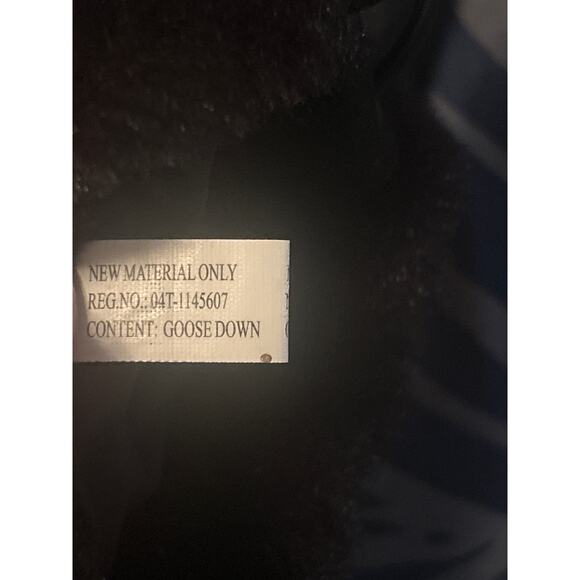 NEW MATERIAL ONLY
REG.NO.: 04T-1145607
CONTENT: GOOSE DOWN